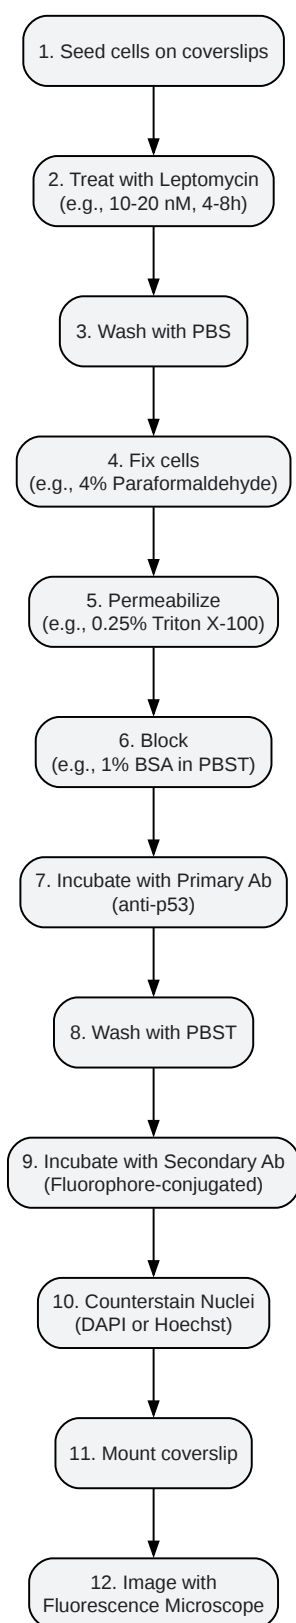 1. Seed cells on coverslips
2. Treat with Leptomycin
(e.g., 10-20 nM, 4-8h)
3. Wash with PBS
4. Fix cells
(e.g., 4% Paraformaldehyde)
5. Permeabilize
(e.g., 0.25% Triton X-100)
6. Block
(e.g., 1% BSA in PBST)
7. Incubate with Primary Ab
(anti-p53)
8. Wash with PBST
9. Incubate with Secondary Ab
(Fluorophore-conjugated)
10. Counterstain Nuclei
(DAPI or Hoechst)
11. Mount coverslip
12. Image with
Fluorescence Microscope